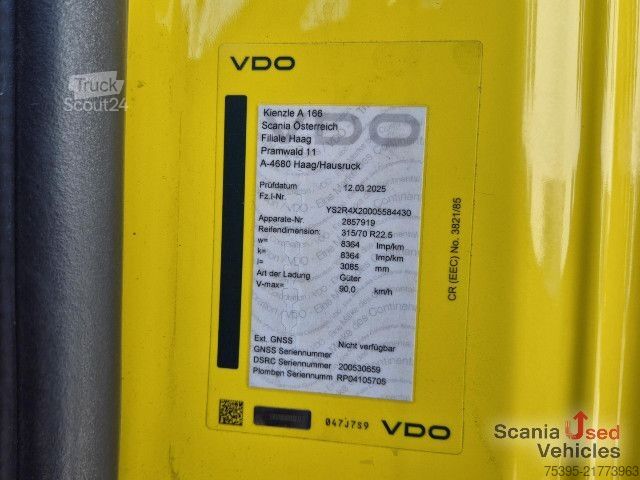 VDO
Truck
Scout24
Kienzle A 166
Scania Österreich
Filiale Haag
Pramwald 11
A-4680 Haag/Hausruck
Prüfdatum 12.03.2025
Fz.I-Nr.
YS2R4X20005584430
Apparate-Nr. 2857919
Reifendimension: 315/70 R22.5
w= 8364 Imp/km
k= 8364 Imp/km
l= 3085 mm
Art der Ladung Güter
V-max= 90,0 km/h
Ext. GNSS Nicht verfügbar
GNSS Seriennummer
DSRC Seriennummer 200530659
Plomben Seriennumm RP04105705
CR (EEC) No. 3821/85
047J7S9
VDO
Scania Used
Vehicles
75395-21773963